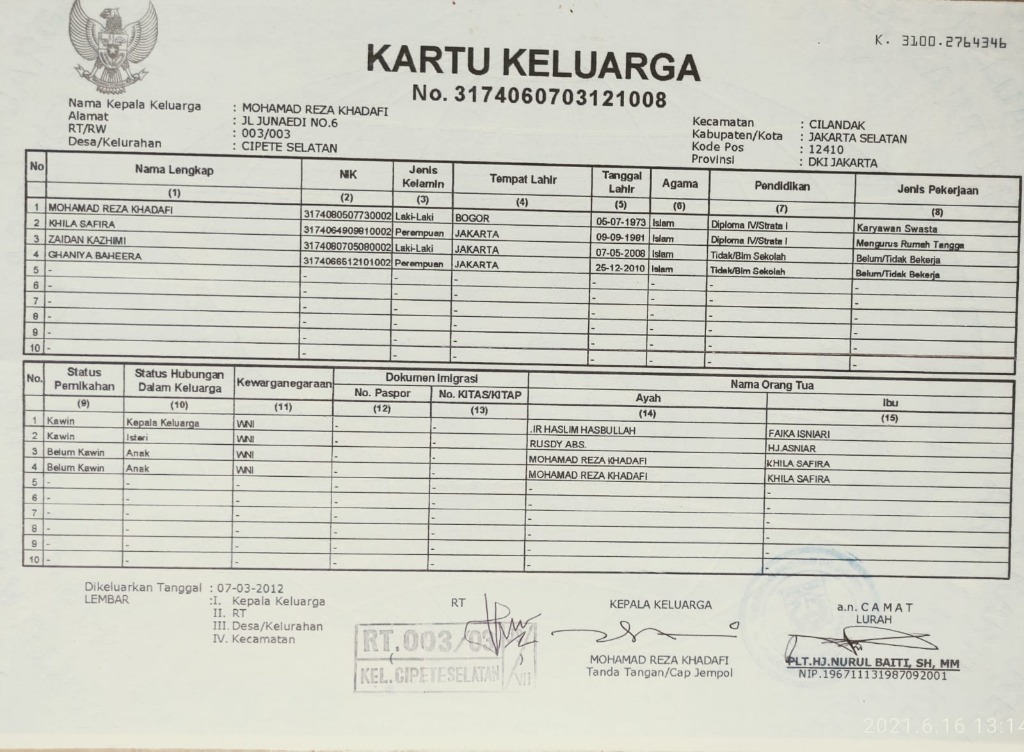 K. 3100.2764346
KARTU KELUARGA
No. 3174060703121008
Nama Kepala Keluarga : MOHAMAD REZA KHADAFI
Alamat : JL JUNAEDI NO.6
RT/RW : 003/003
Desa/Kelurahan : CIPETE SELATAN
Kecamatan : CILANDAK
Kabupaten/Kota : JAKARTA SELATAN
Kode Pos : 12410
Provinsi : DKI JAKARTA
No Nama Lengkap NIK Jenis Kelamin Tempat Lahir Tanggal Lahir Agama Pendidikan Jenis Pekerjaan
(1) (2) (3) (4) (5) (6) (7) (8)
1 MOHAMAD REZA KHADAFI 3174080507730002 Laki-Laki BOGOR 05-07-1973 Islam Diploma IV/Strata I Karyawan Swasta
2 KHILA SAFIRA 3174064909810002 Perempuan JAKARTA 09-09-1981 Islam Diploma IV/Strata I Mengurus Rumah Tangga
3 ZAIDAN KAZHIMI 3174080705080002 Laki-Laki JAKARTA 07-05-2008 Islam Tidak/Blm Sekolah Belum/Tidak Bekerja
4 GHANIYA BAHEERA 3174066512101002 Perempuan JAKARTA 25-12-2010 Islam Tidak/Blm Sekolah Belum/Tidak Bekerja
5 - - - - - - - -
6 - - - - - - - -
7 - - - - - - - -
8 - - - - - - - -
9 - - - - - - - -
10 - - - - - - - -
No. Status Pernikahan Status Hubungan Dalam Keluarga Kewarganegaraan Dokumen Imigrasi Nama Orang Tua
No. Paspor No. KITAS/KITAP Ayah Ibu
(9) (10) (11) (12) (13) (14) (15)
1 Kawin Kepala Keluarga WNI - - .IR HASLIM HASBULLAH FAIKA ISNIARI
2 Kawin Isteri WNI - - RUSDY ABS. HJ.ASNIAR
3 Belum Kawin Anak WNI - - MOHAMAD REZA KHADAFI KHILA SAFIRA
4 Belum Kawin Anak WNI - - MOHAMAD REZA KHADAFI KHILA SAFIRA
5 - - - - - - -
6 - - - - - - -
7 - - - - - - -
8 - - - - - - -
9 - - - - - - -
10 - - - - - - -
Dikeluarkan Tanggal : 07-03-2012
LEMBAR :I. Kepala Keluarga
II. RT
III. Desa/Kelurahan
IV. Kecamatan
RT
RT.003/03
KEL.CIPETE SELATAN
KEPALA KELUARGA
MOHAMAD REZA KHADAFI
Tanda Tangan/Cap Jempol
a.n. C A M A T
LURAH
PLT.HJ.NURUL BAITI, SH, MM
NIP.196711131987092001
2021.6.16 13:14